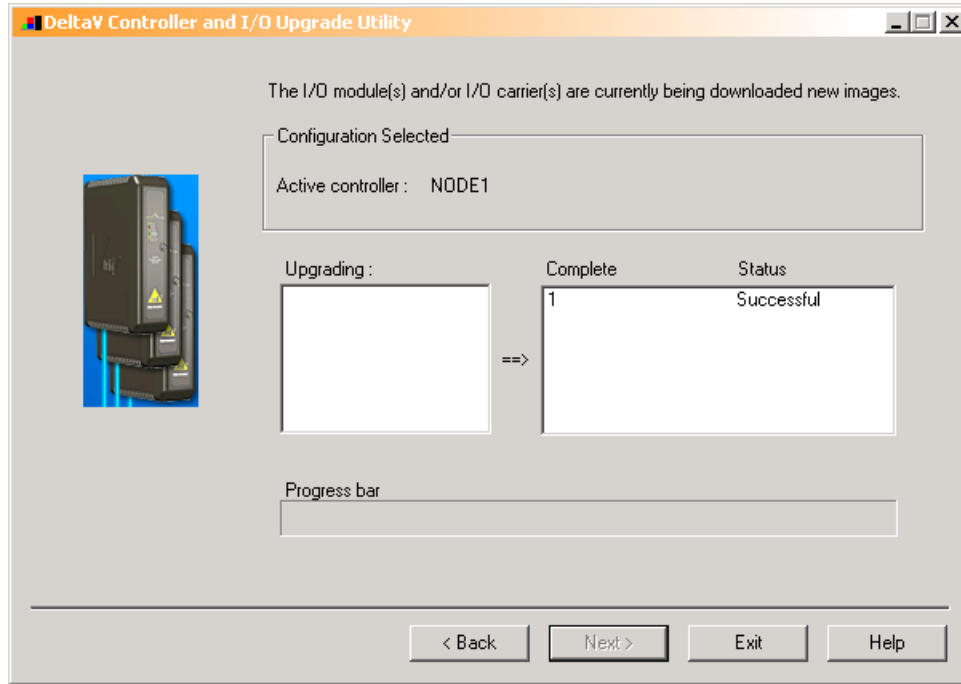 DeltaV Controller and I/O Upgrade Utility
The I/O module(s) and/or I/O carrier(s) are currently being downloaded new images.
Configuration Selected
Active controller : NODE1
Upgrading :
Complete Status
1 Successful
==>
Progress bar
< Back Next > Exit Help